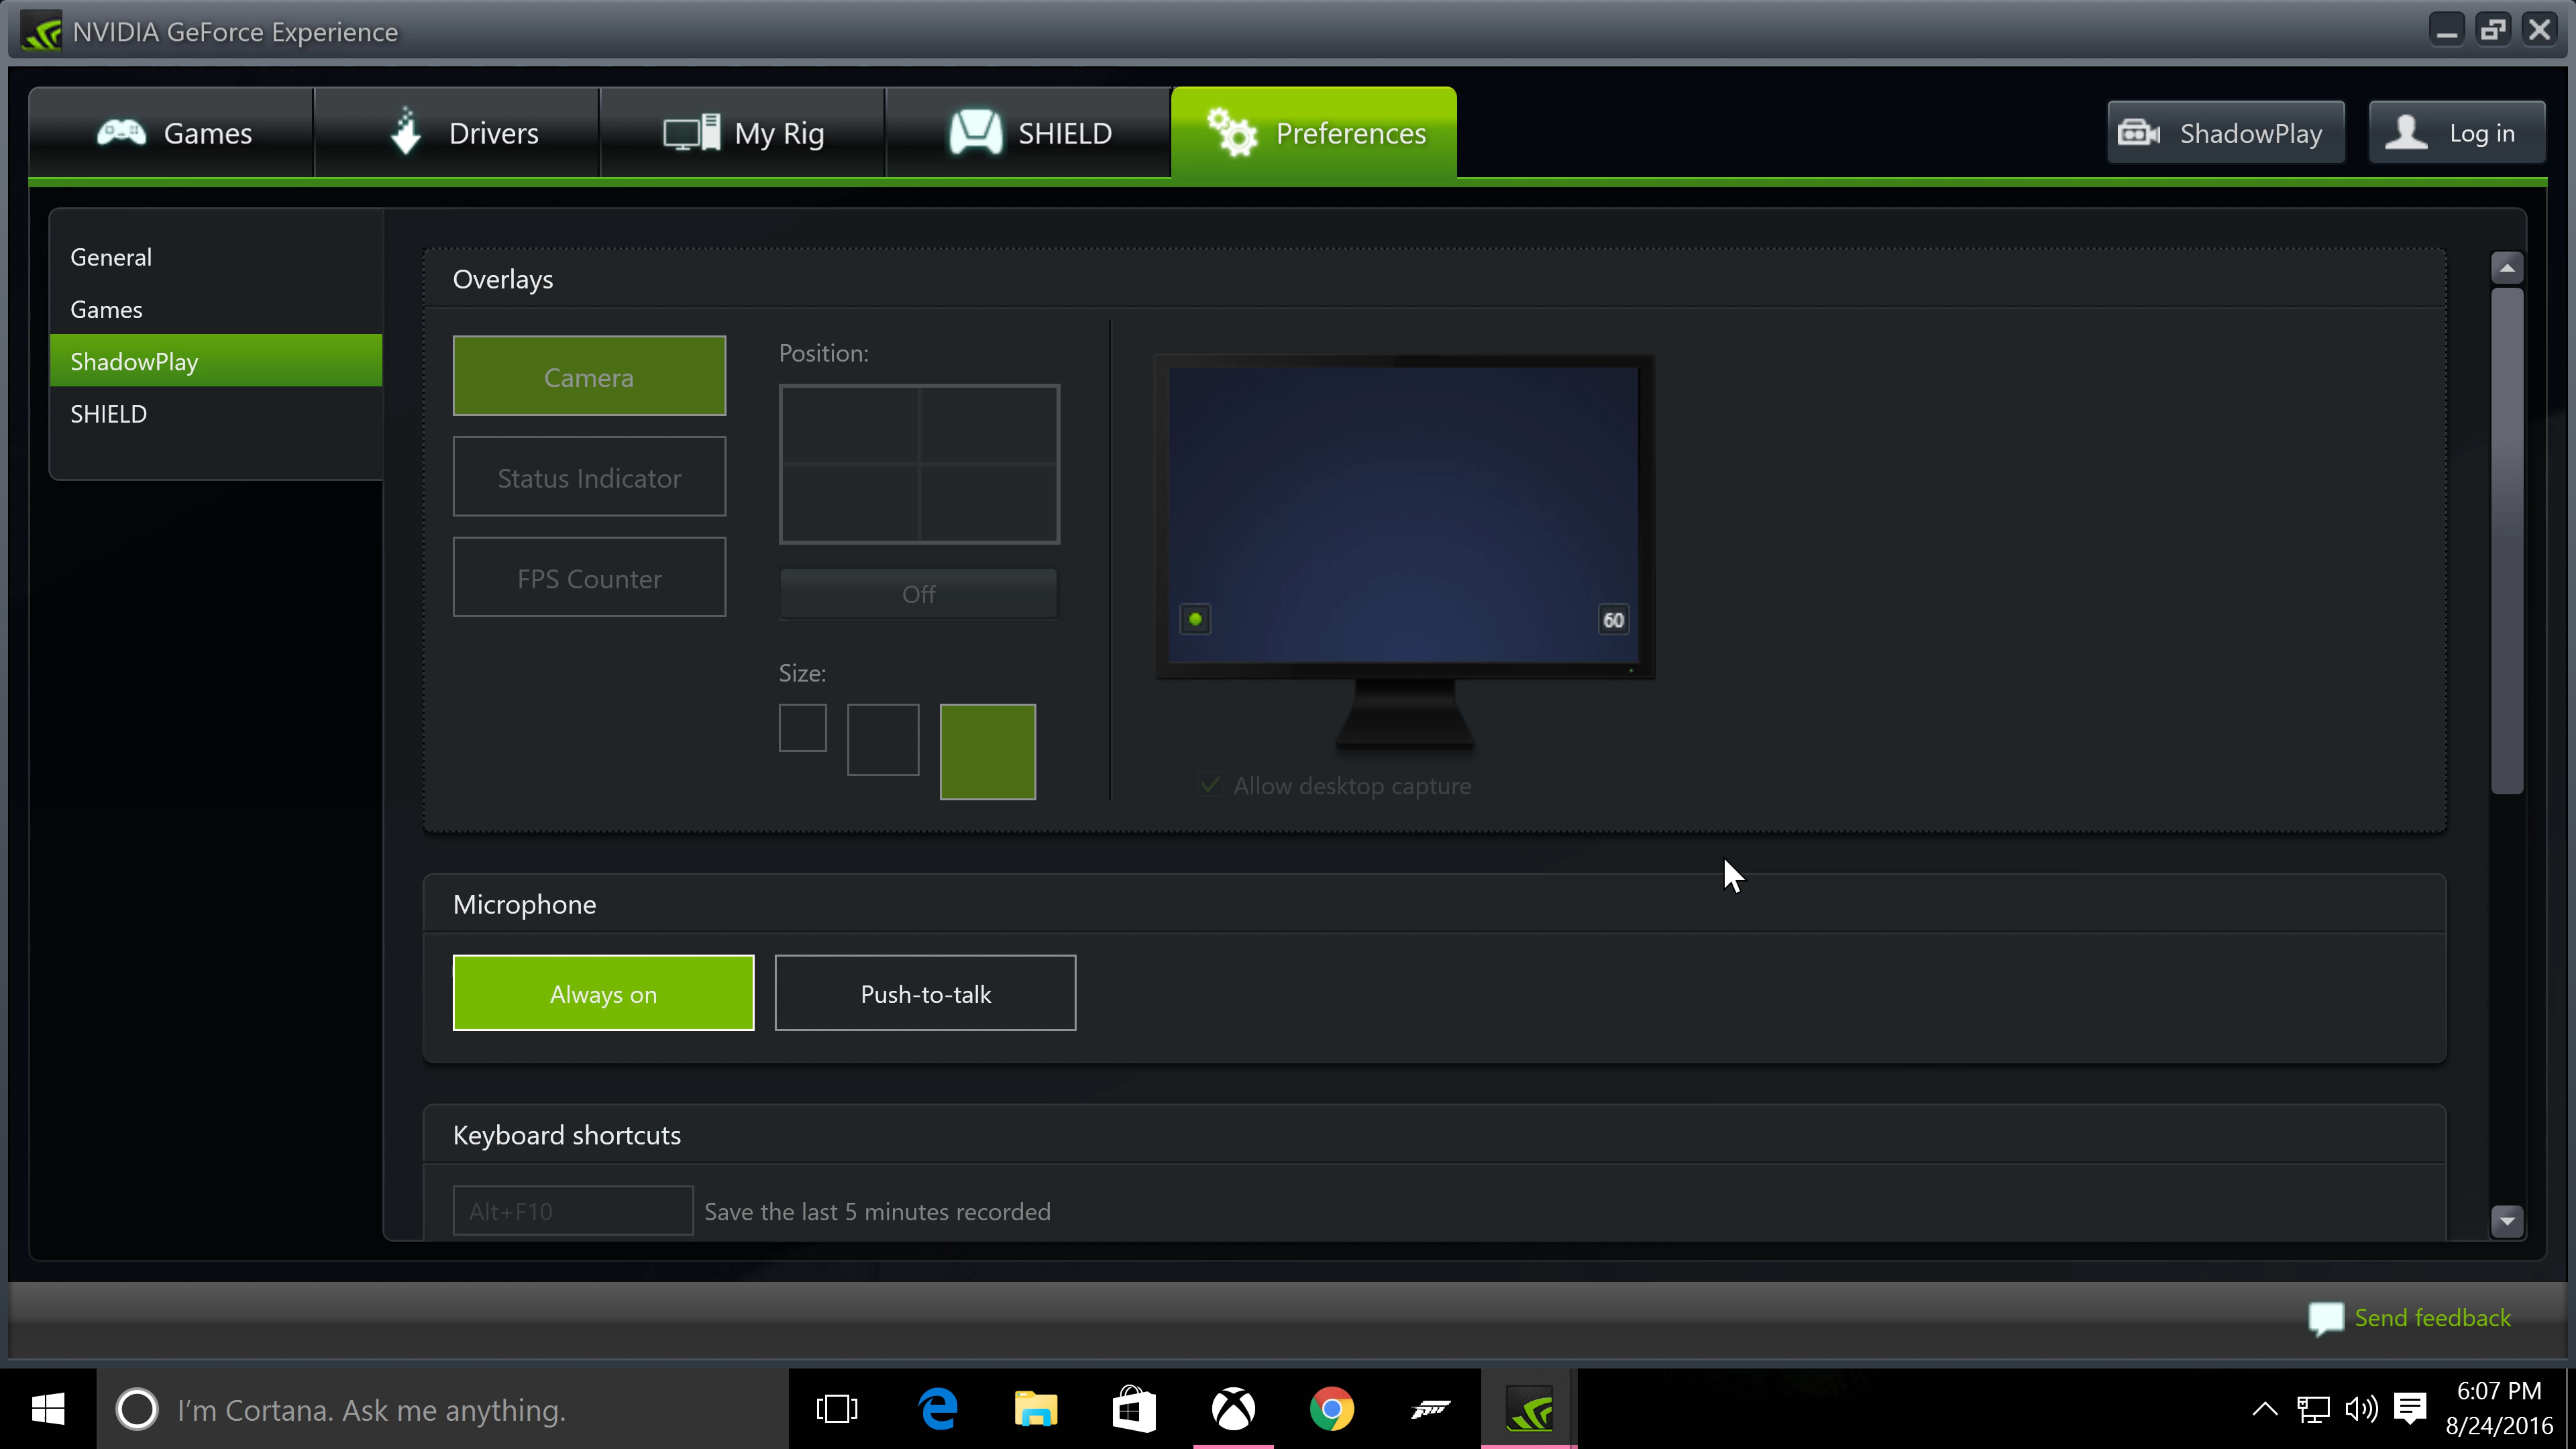 NVIDIA GeForce Experience
Games
Drivers
My Rig
SHIELD
Preferences
ShadowPlay
Log in
General
Games
ShadowPlay
SHIELD
Overlays
Camera
Status Indicator
FPS Counter
Position:
Off
Size:
60
Allow desktop capture
Microphone
Always on
Push-to-talk
Keyboard shortcuts
Alt+F10
Save the last 5 minutes recorded
Send feedback
I'm Cortana. Ask me anything.
6:07 PM
8/24/2016